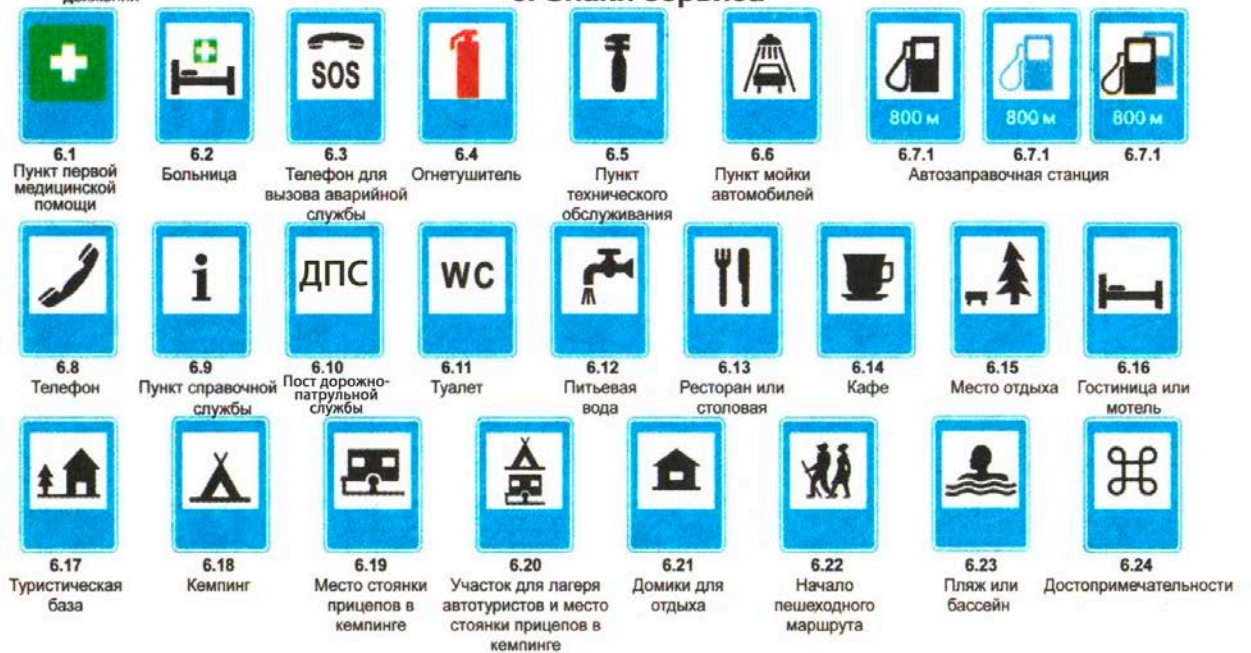 движения
6. Знаки сервиса
SOS
800 м
800 м
800 м
6.1
Пункт первой
медицинской
помощи
6.2
Больница
6.3
Телефон для
вызова аварийной
службы
6.4
Огнетушитель
6.5
Пункт
технического
обслуживания
6.6
Пункт мойки
автомобилей
6.7.1
6.7.1
6.7.1
Автозаправочная станция
i
ДПС
WC
6.8
Телефон
6.9
Пункт справочной
службы
6.10
Пост дорожно-
патрульной
службы
6.11
Туалет
6.12
Питьевая
вода
6.13
Ресторан или
столовая
6.14
Кафе
6.15
Место отдыха
6.16
Гостиница или
мотель
6.17
Туристическая
база
6.18
Кемпинг
6.19
Место стоянки
прицепов в
кемпинге
6.20
Участок для лагеря
автотуристов и место
стоянки прицепов в
кемпинге
6.21
Домики для
отдыха
6.22
Начало
пешеходного
маршрута
6.23
Пляж или
бассейн
6.24
Достопримечательности